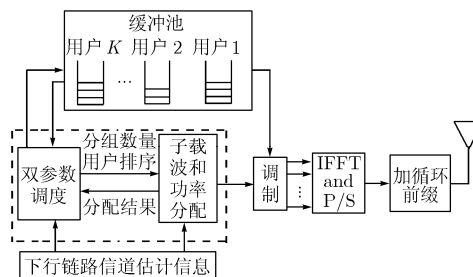 缓冲池
用户 K 用户 2 用户 1
...
双参数
调度
分组数量
用户排序
分配结果
子载
波和
功率
分配
调
制
⋮
IFFT
and
P/S
加循环
前缀
下行链路信道估计信息